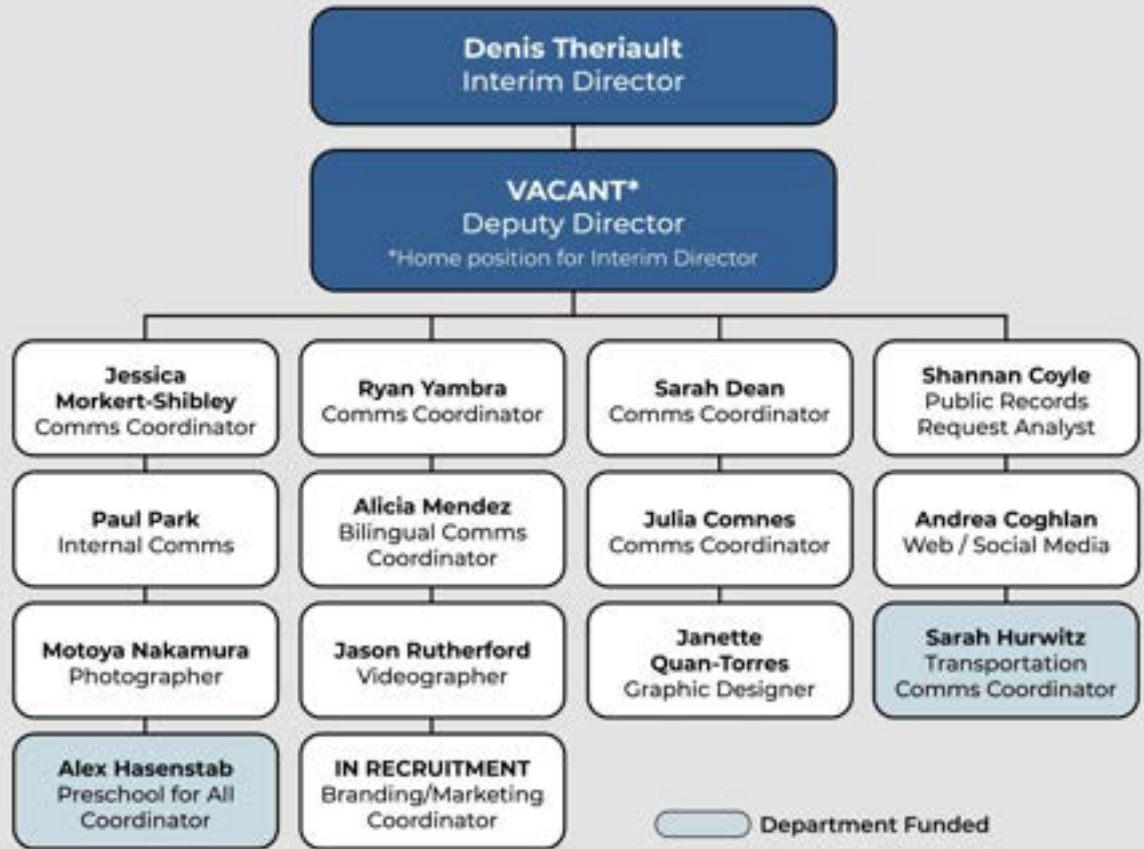 Denis Theriault
Interim Director
VACANT*
Deputy Director
*Home position for Interim Director
Jessica
Morkert-Shibley
Comms Coordinator
Ryan Yambra
Comms Coordinator
Sarah Dean
Comms Coordinator
Shannan Coyle
Public Records
Request Analyst
Paul Park
Internal Comms
Alicia Mendez
Bilingual Comms
Coordinator
Julia Comnes
Comms Coordinator
Andrea Coghlan
Web / Social Media
Motoya Nakamura
Photographer
Jason Rutherford
Videographer
Janette
Quan-Torres
Graphic Designer
Sarah Hurwitz
Transportation
Comms Coordinator
Alex Hasenstab
Preschool for All
Coordinator
IN RECRUITMENT
Branding/Marketing
Coordinator
Department Funded